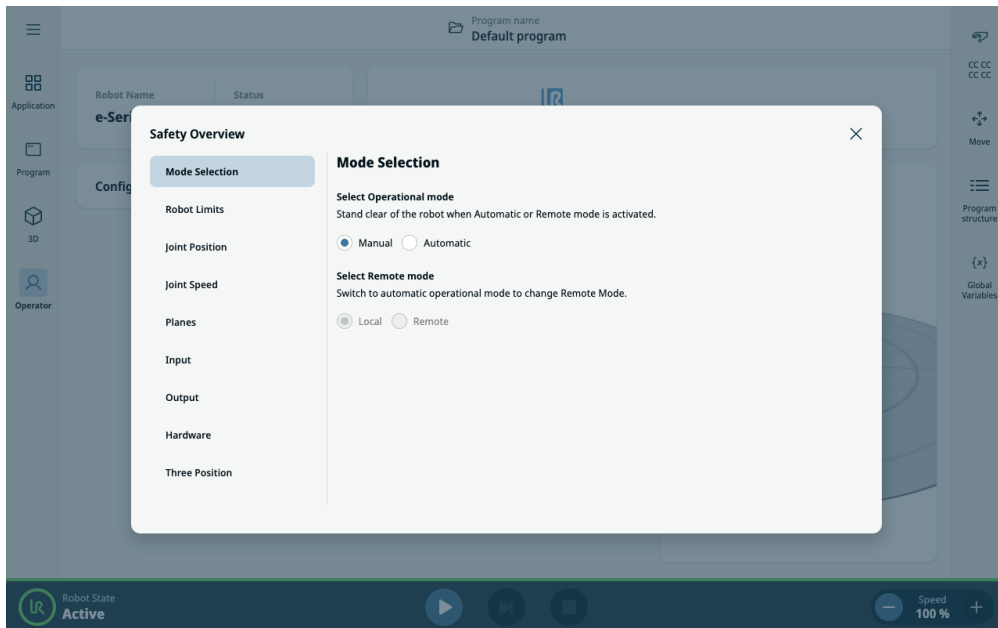 Program name
Default program
Application
Program
3D
Operator
Robot Name
Status
e-Seri
Config
Safety Overview
Mode Selection
Robot Limits
Joint Position
Joint Speed
Planes
Input
Output
Hardware
Three Position
Mode Selection
Select Operational mode
Stand clear of the robot when Automatic or Remote mode is activated.
Manual
Automatic
Select Remote mode
Switch to automatic operational mode to change Remote Mode.
Local
Remote
CC CC
CC CC
Move
Program
structure
{x}
Global
Variables
Robot State
Active
Speed
100 %